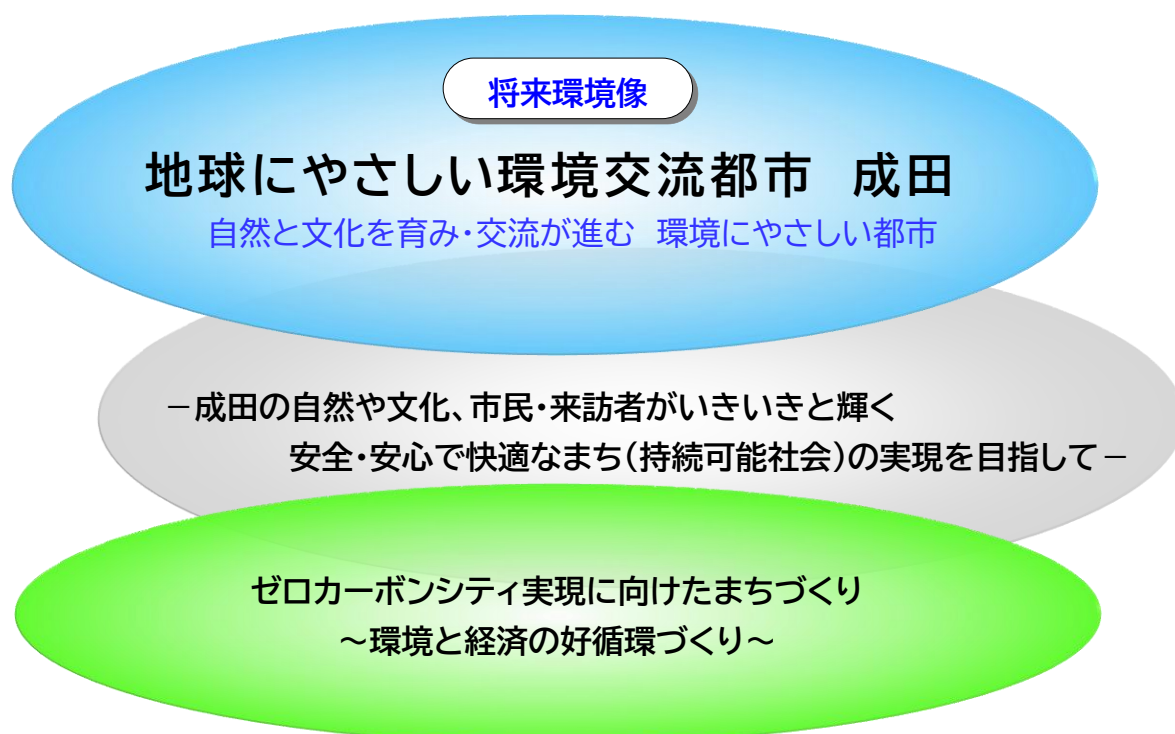 将来環境像
地球にやさしい環境交流都市　成田
自然と文化を育み・交流が進む　環境にやさしい都市
－成田の自然や文化、市民・来訪者がいきいきと輝く
安全・安心で快適なまち（持続可能社会）の実現を目指して－
ゼロカーボンシティ実現に向けたまちづくり
～環境と経済の好循環づくり～